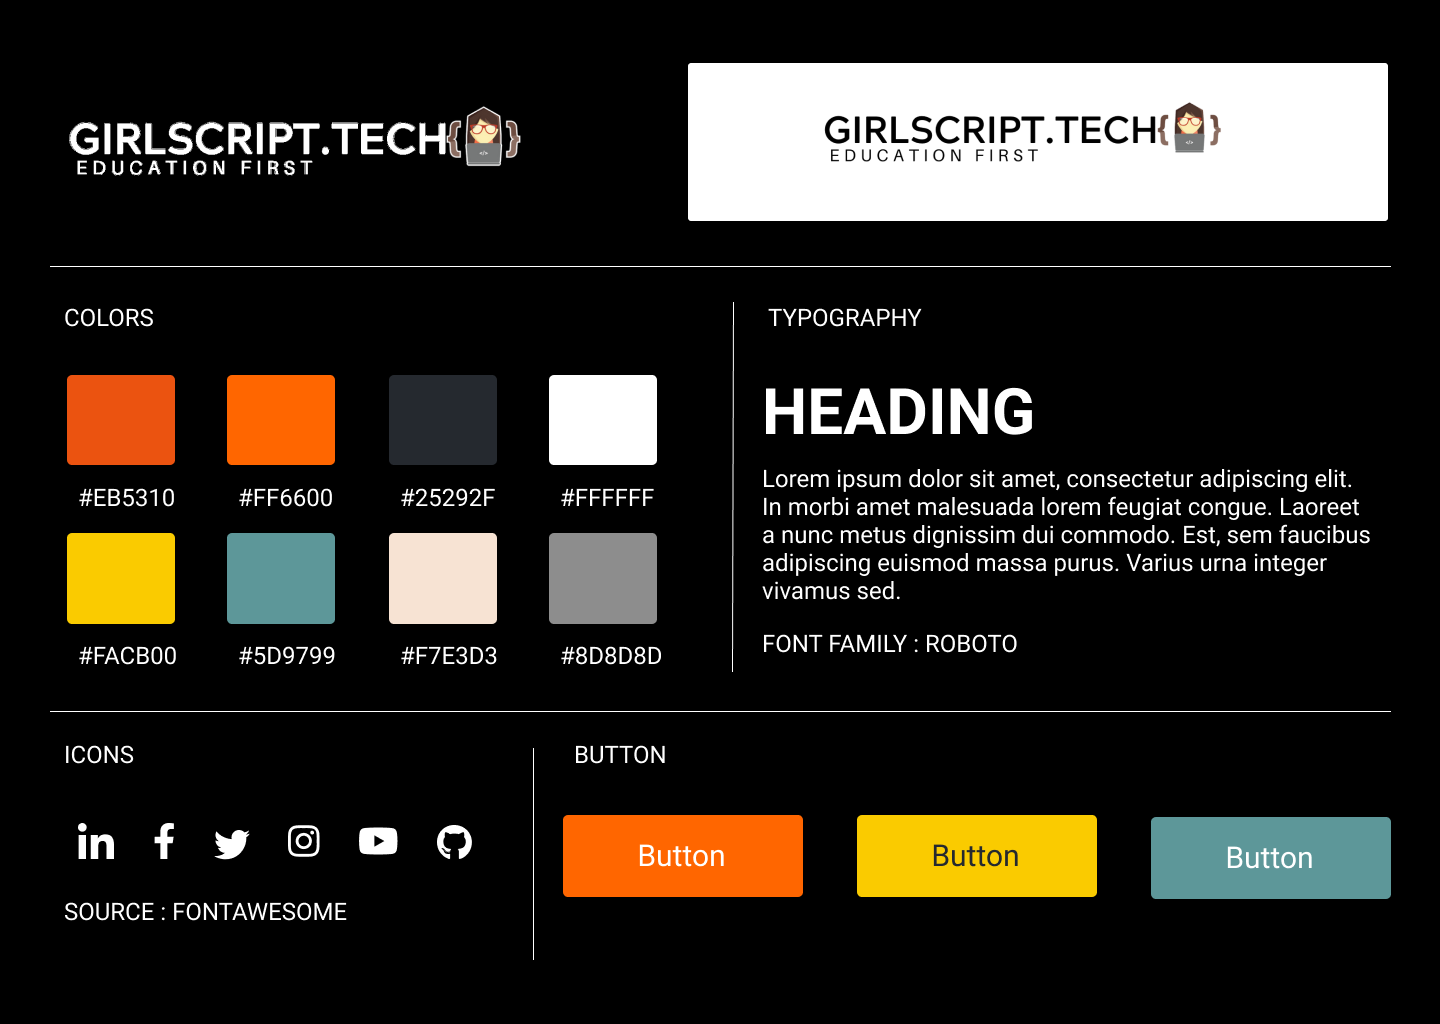 GIRLSCRIPT.TECH
EDUCATION FIRST
GIRLSCRIPT.TECH
EDUCATION FIRST
COLORS
#EB5310 #FF6600 #25292F #FFFFFF
#FACB00 #5D9799 #F7E3D3 #8D8D8D
TYPOGRAPHY
HEADING
Lorem ipsum dolor sit amet, consectetur adipiscing elit.
In morbi amet malesuada lorem feugiat congue. Laoreet
a nunc metus dignissim dui commodo. Est, sem faucibus
adipiscing euismod massa purus. Varius urna integer
vivamus sed.
FONT FAMILY : ROBOTO
ICONS
SOURCE : FONTAWESOME
BUTTON
Button Button Button